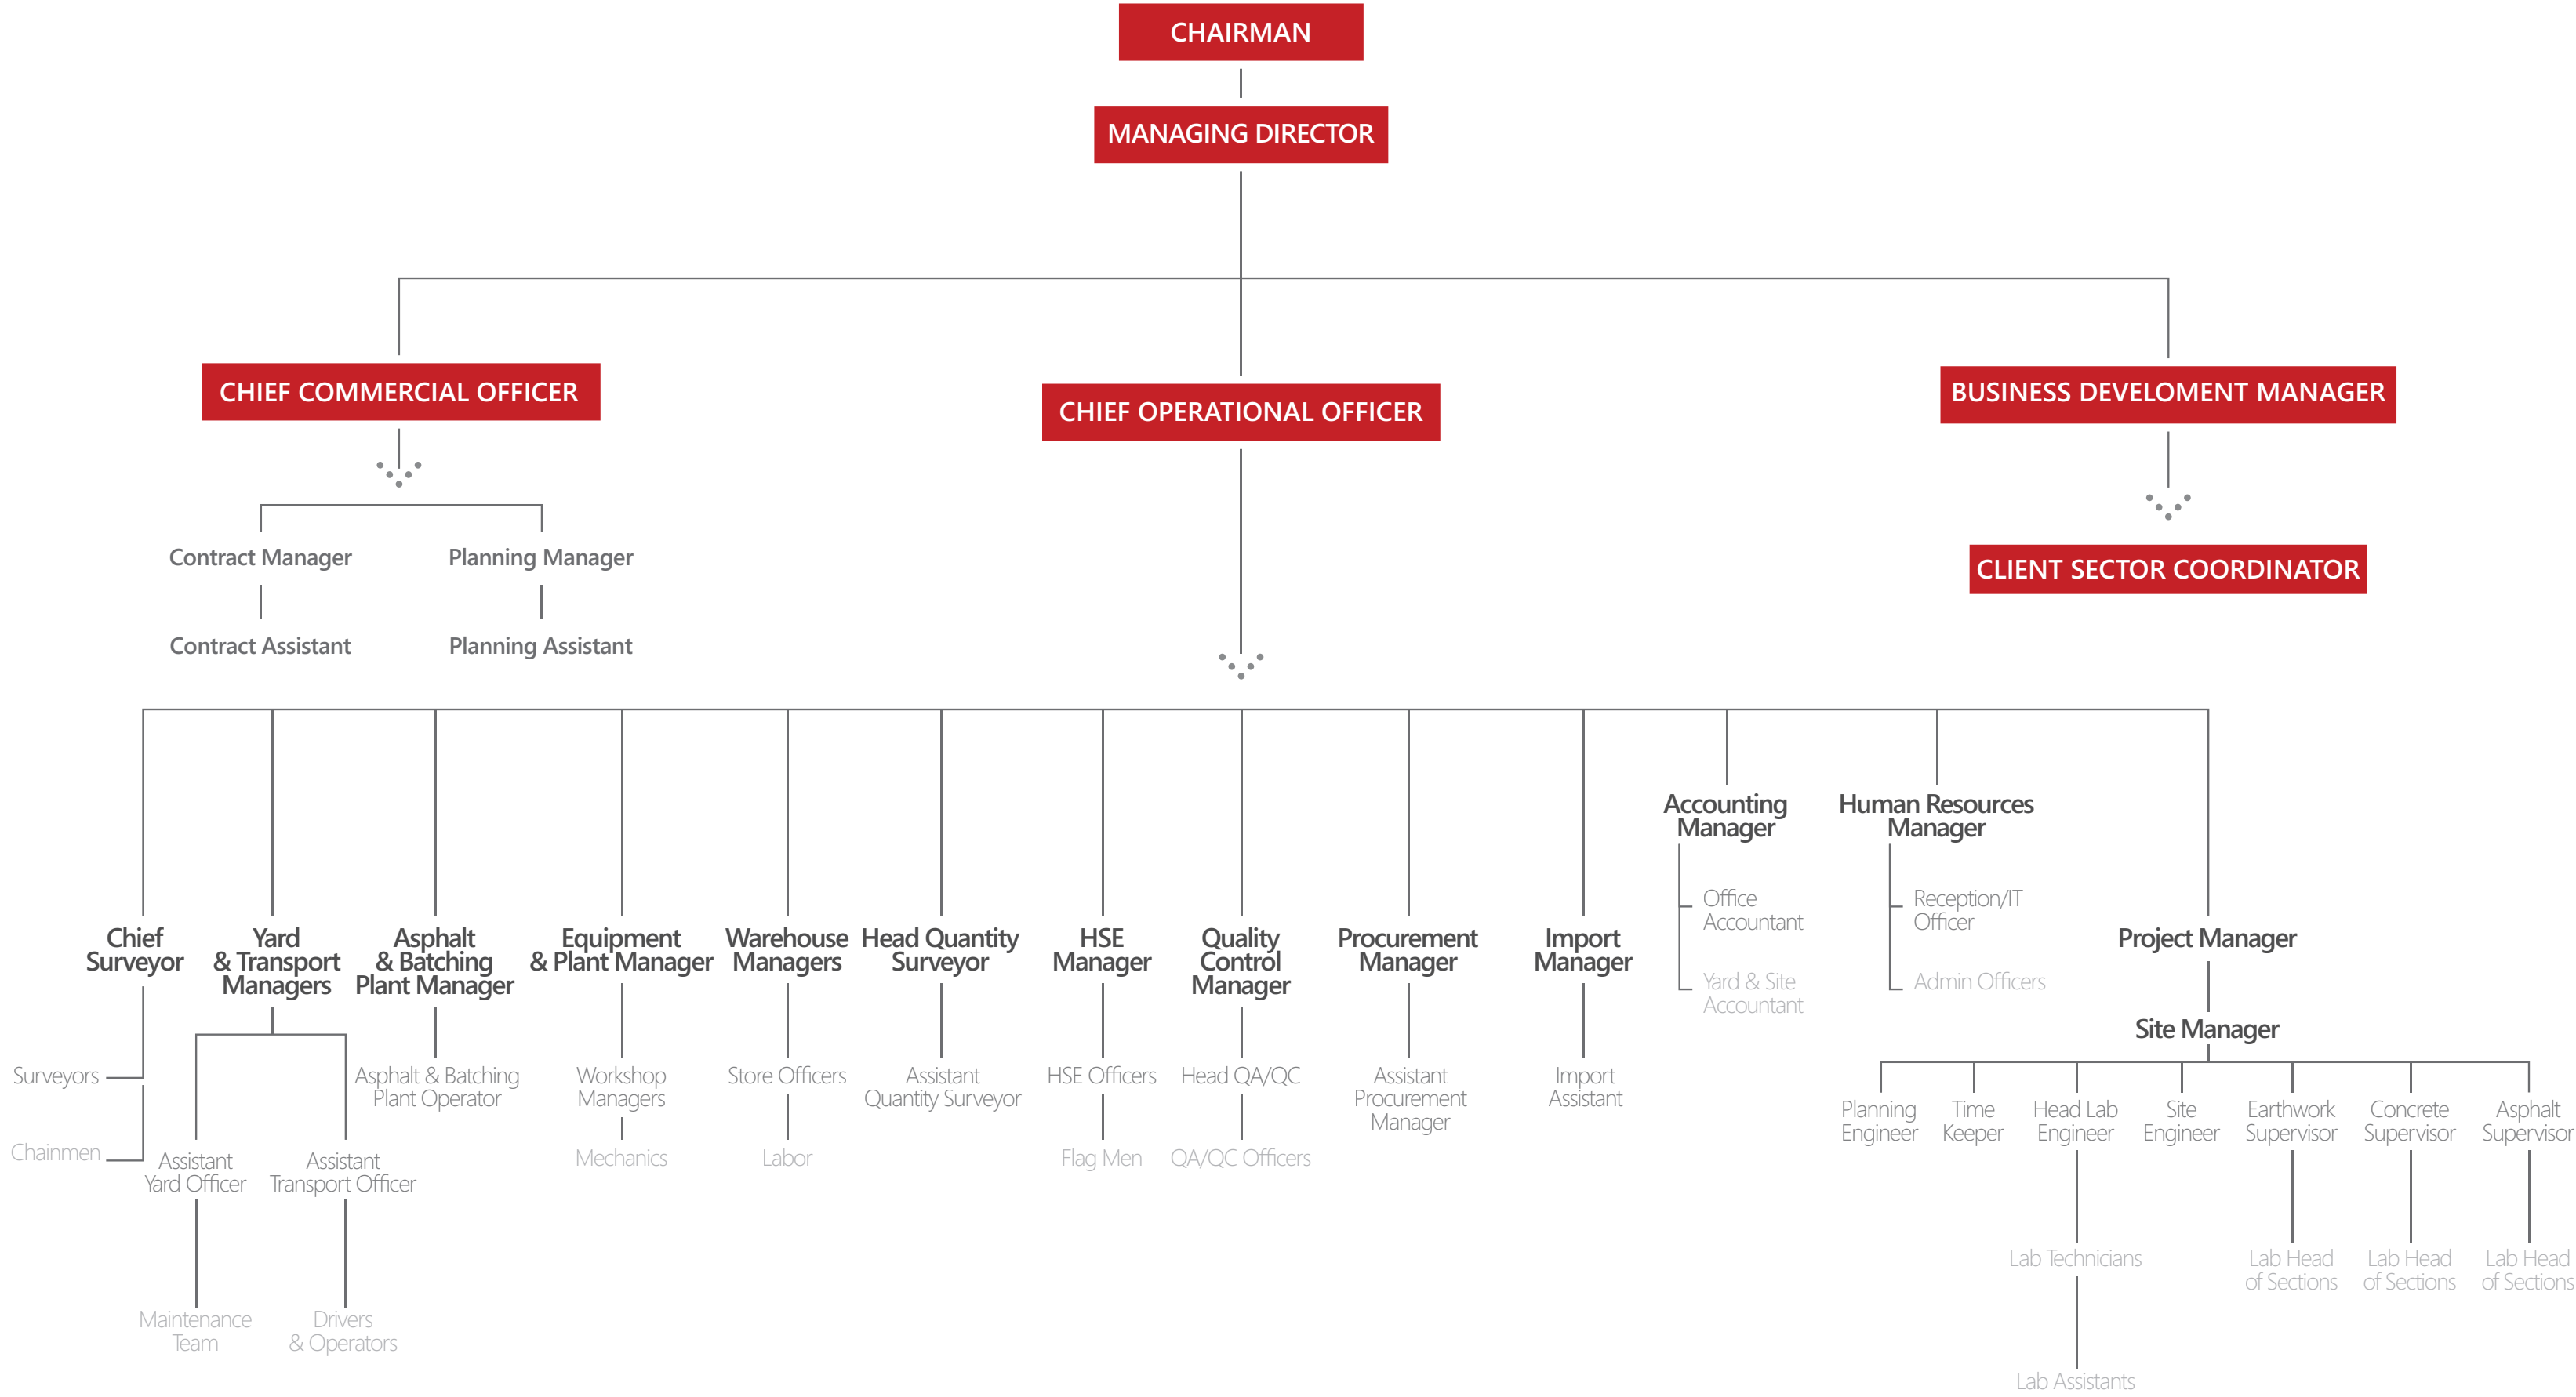 CHAIRMAN
MANAGING DIRECTOR
CHIEF COMMERCIAL OFFICER
CHIEF OPERATIONAL OFFICER
BUSINESS DEVELOMENT MANAGER
Contract Manager
Planning Manager
CLIENT SECTOR COORDINATOR
Contract Assistant
Planning Assistant
Accounting
Manager
Human Resources
Manager
Office
Accountant
Reception/IT
Officer
Yard & Site
Accountant
Admin Officers
Chief
Surveyor
Yard
& Transport
Managers
Asphalt
& Batching
Plant Manager
Equipment
& Plant Manager
Warehouse
Managers
Head Quantity
Surveyor
HSE
Manager
Quality
Control
Manager
Procurement
Manager
Import
Manager
Project Manager
Site Manager
Surveyors
Chainmen
Asphalt & Batching
Plant Operator
Workshop
Managers
Store Officers
Assistant
Quantity Surveyor
HSE Officers
Head QA/QC
Assistant
Procurement
Manager
Import
Assistant
Planning
Engineer
Time
Keeper
Head Lab
Engineer
Site
Engineer
Earthwork
Supervisor
Concrete
Supervisor
Asphalt
Supervisor
Assistant
Yard Officer
Assistant
Transport Officer
Mechanics
Labor
Flag Men
QA/QC Officers
Lab Technicians
Lab Head
of Sections
Lab Head
of Sections
Lab Head
of Sections
Maintenance
Team
Drivers
& Operators
Lab Assistants